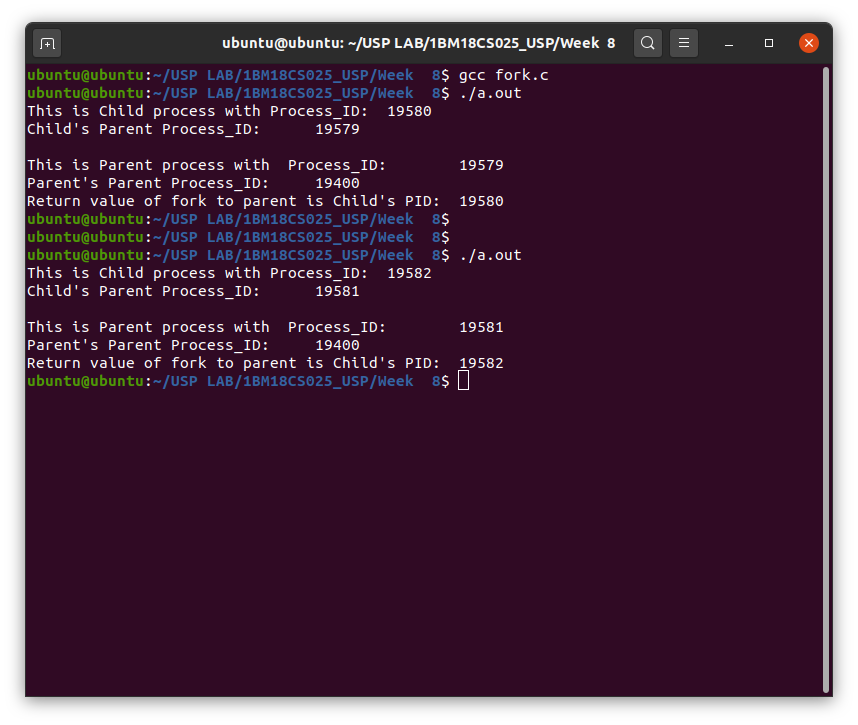 ubuntu@ubuntu: ~/USP LAB/1BM18CS025_USP/Week  8
ubuntu@ubuntu:~/USP LAB/1BM18CS025_USP/Week  8$ gcc fork.c
ubuntu@ubuntu:~/USP LAB/1BM18CS025_USP/Week  8$ ./a.out
This is Child process with Process_ID:  19580
Child's Parent Process_ID:      19579

This is Parent process with  Process_ID:        19579
Parent's Parent Process_ID:     19400
Return value of fork to parent is Child's PID:  19580
ubuntu@ubuntu:~/USP LAB/1BM18CS025_USP/Week  8$
ubuntu@ubuntu:~/USP LAB/1BM18CS025_USP/Week  8$
ubuntu@ubuntu:~/USP LAB/1BM18CS025_USP/Week  8$ ./a.out
This is Child process with Process_ID:  19582
Child's Parent Process_ID:      19581

This is Parent process with  Process_ID:        19581
Parent's Parent Process_ID:     19400
Return value of fork to parent is Child's PID:  19582
ubuntu@ubuntu:~/USP LAB/1BM18CS025_USP/Week  8$